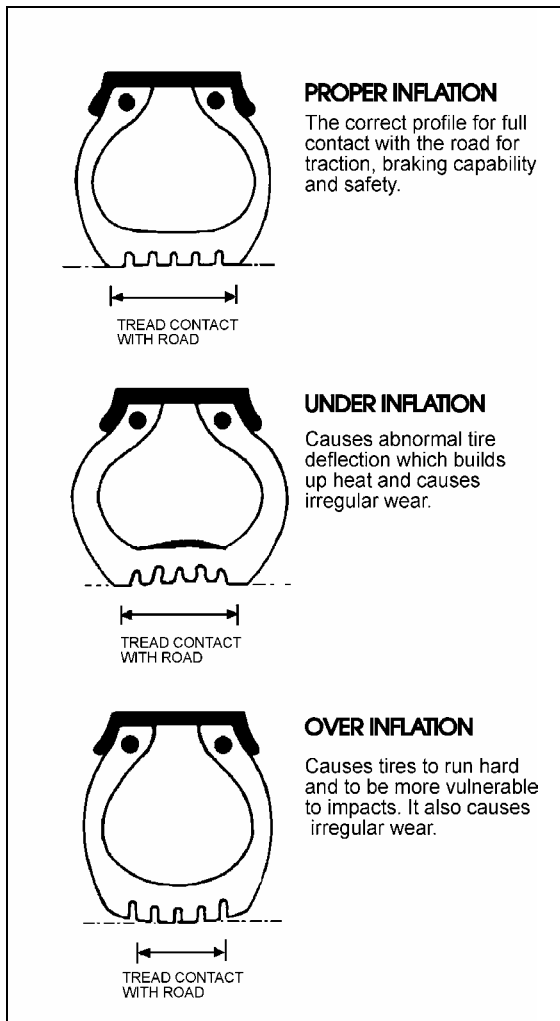 PROPER INFLATION
The correct profile for full
contact with the road for
traction, braking capability
and safety.
TREAD CONTACT
WITH ROAD
UNDER INFLATION
Causes abnormal tire
deflection which builds
up heat and causes
irregular wear.
TREAD CONTACT
WITH ROAD
OVER INFLATION
Causes tires to run hard
and to be more vulnerable
to impacts. It also causes
irregular wear.
TREAD CONTACT
WITH ROAD